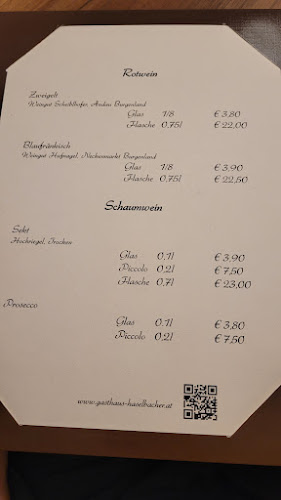 Rotwein
Zweigelt
Weingut Scheiblhofer, Andau Burgenland
Glas 1/8 € 3,80
Flasche 0,75l € 22,00
Blaufränkisch
Weingut Hufnagel, Neckenmarkt Burgenland
Glas 1/8 € 3,90
Flasche 0,75l € 22,50
Schaumwein
Sekt
Hochriegl, Trocken
Glas 0,1l € 3,90
Piccolo 0,2l € 7,50
Flasche 0,7l € 23,00
Prosecco
Glas 0,1l € 3,80
Piccolo 0,2l € 7,50
www.gasthaus-haselbacher.at